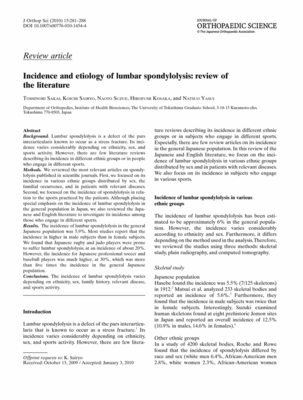 J Orthop Sci (2010) 15:281–288
DOI 10.1007/s00776-010-1454-4
JOURNAL OF
ORTHOPAEDIC SCIENCE
© The Japanese Orthopaedic Association
Review article
Incidence and etiology of lumbar spondylolysis: review of
the literature
Toshinori Sakai, Koichi Sairyo, Naoto Suzue, Hirofumi Kosaka, and Natsuo Yasui
Department of Orthopedics, Institute of Health Biosciences, The University of Tokushima Graduate School, 3-18-15 Kuramoto-cho,
Tokushima 770-8503, Japan
Abstract
Background. Lumbar spondylolysis is a defect of the pars
interarticularis known to occur as a stress fracture. Its incidence
varies considerably depending on ethnicity, sex, and
sports activity. However, there are few literature reviews
describing its incidence in different ethnic groups or in people
who engage in different sports.
Methods. We reviewed the most relevant articles on spondylolysis
published in scientific journals. First, we focused on its
incidence in various ethnic groups distributed by sex, the
familial occurrence, and in patients with relevant diseases.
Second, we focused on the incidence of spondylolysis in relation
to the sports practiced by the patients. Although placing
special emphasis on the incidence of lumbar spondylolysis in
the general population in Japan, we also reviewed the Japanese
and English literature to investigate its incidence among
those who engage in different sports.
Results. The incidence of lumbar spondylolysis in the general
Japanese population was 5.9%. Most studies report that the
incidence is higher in male subjects than in female subjects.
We found that Japanese rugby and judo players were prone
to suffer lumbar spondylolysis, at an incidence of about 20%.
However, the incidence for Japanese professional soccer and
baseball players was much higher, at 30%, which was more
than five times the incidence in the general Japanese
population.
Conclusions. The incidence of lumbar spondylolysis varies
depending on ethnicity, sex, family history, relevant disease,
and sports activity.
Introduction
Lumbar spondylolysis is a defect of the pars interarticularis
that is known to occur as a stress fracture.¹ Its
incidence varies considerably depending on ethnicity,
sex, and sports activity. However, there are few litera-
Offprint requests to: K. Sairyo
Received: October 15, 2009 / Accepted: January 3, 2010
ture reviews describing its incidence in different ethnic
groups or in subjects who engage in different sports.
Especially, there are few review articles on its incidence
in the general Japanese population. In this review of the
Japanese and English literature, we focus on the incidence
of lumbar spondylolysis in various ethnic groups
distributed by sex and in patients with relevant diseases.
We also focus on its incidence in subjects who engage
in various sports.
Incidence of lumbar spondylolysis in various
ethnic groups
The incidence of lumbar spondylolysis has been estimated
to be approximately 6% in the general population.
However, the incidence varies considerably
according to ethnicity and sex. Furthermore, it differs
depending on the method used in the analysis. Therefore,
we reviewed the studies using three methods: skeletal
study, plain radiography, and computed tomography.
Skeletal study
Japanese population
Hasebe found the incidence was 5.5% (7/125 skeletons)
in 1912.² Mutsui et al analyzed 233 skeletal bodies and
reported an incidence of 5.6%.³ Furthermore, they
found that the incidence in male subjects was twice that
in female subjects. Interestingly, Suzuki examined
human skeletons found at eight prehistoric Jomon sites
in Japan and reported an overall incidence of 12.5%
(10.9% in males, 14.6% in females).⁴
Other ethnic groups
In a study of 4200 skeletal bodies, Roche and Rowe
found that the incidence of spondylolysis differed by
race and sex (white men 6.4%, African-American men
2.8%, white women 2.3%, African-American women